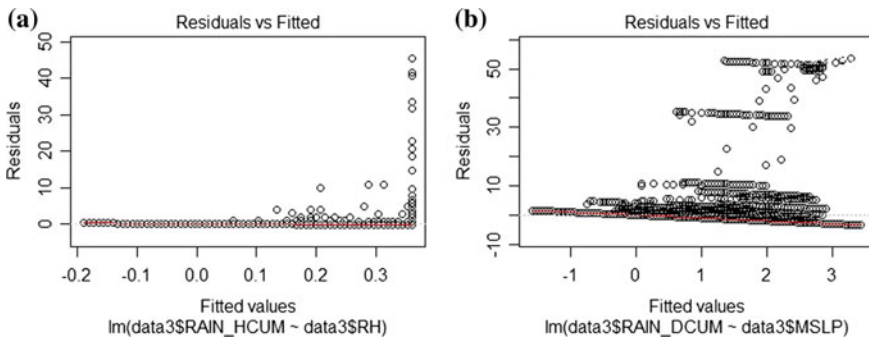 (a)
Residuals vs Fitted
Residuals
50
40
30
20
10
0
-0.2 -0.1 0.0 0.1 0.2 0.3
Fitted values
lm(data3$RAIN_HCUM ~ data3$RH)
(b)
Residuals vs Fitted
Residuals
50
30
10
-10
-1 0 1 2 3
Fitted values
lm(data3$RAIN_DCUM ~ data3$MSLP)